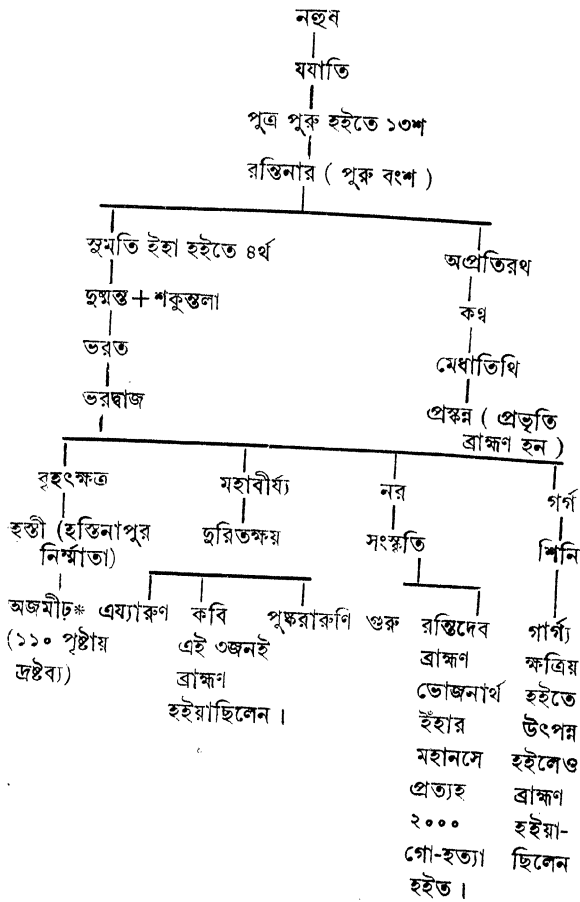 নহুষ
যযাতি
পুত্র পুরু হইতে ১৩শ
রন্তিনার ( পুরু বংশ )
সুমতি ইহা হইতে ৪র্থ
অপ্রতিরথ
দুষ্মন্ত + শকুন্তলা
কণ্ব
ভরত
মেধাতিথি
ভরদ্বাজ
প্রস্কন্ন ( প্রভৃতি
ব্রাহ্মণ হন )
বৃহৎক্ষত্র
মহাবীর্য্য
নর
গর্গ
হস্তী (হস্তিনাপুর
নির্ম্মাতা)
দুরিতক্ষয়
সংস্কৃতি
শিনি
অজমীঢ়* এয্যারুণ কবি পুষ্করারুণি গুরু রন্তিদেব গার্গ্য
(১১০ পৃষ্টায়
দ্রষ্টব্য)
এই ৩জনই
ব্রাহ্মণ
হইয়াছিলেন ।
ব্রাহ্মণ
ভোজনার্থ
ইঁহার
মহানসে
প্রত্যহ
২০০০
গো-হত্যা
হইত ।
ক্ষত্রিয়
হইতে
উৎপন্ন
হইলেও
ব্রাহ্মণ
হইয়া-
ছিলেন